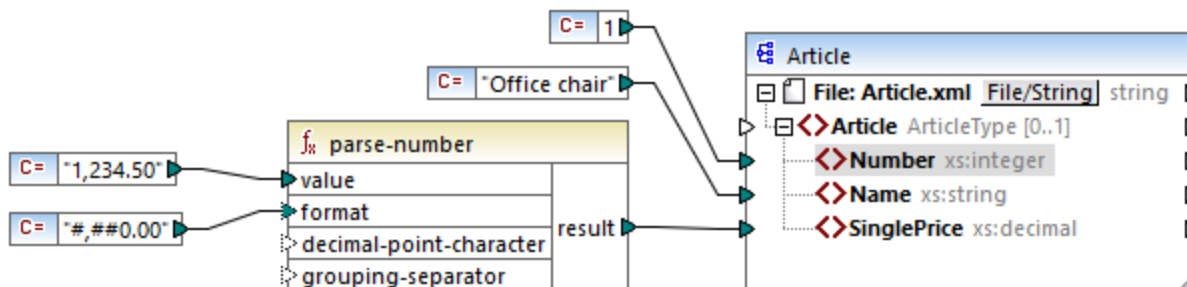 C= 1
Article
C= "Office chair"
File: Article.xml File/String string
Article ArticleType [0..1]
fx parse-number
Number xs:integer
C= "1,234.50"
value
Name xs:string
format
C= "#,##0.00"
result
SinglePrice xs:decimal
decimal-point-character
grouping-separator